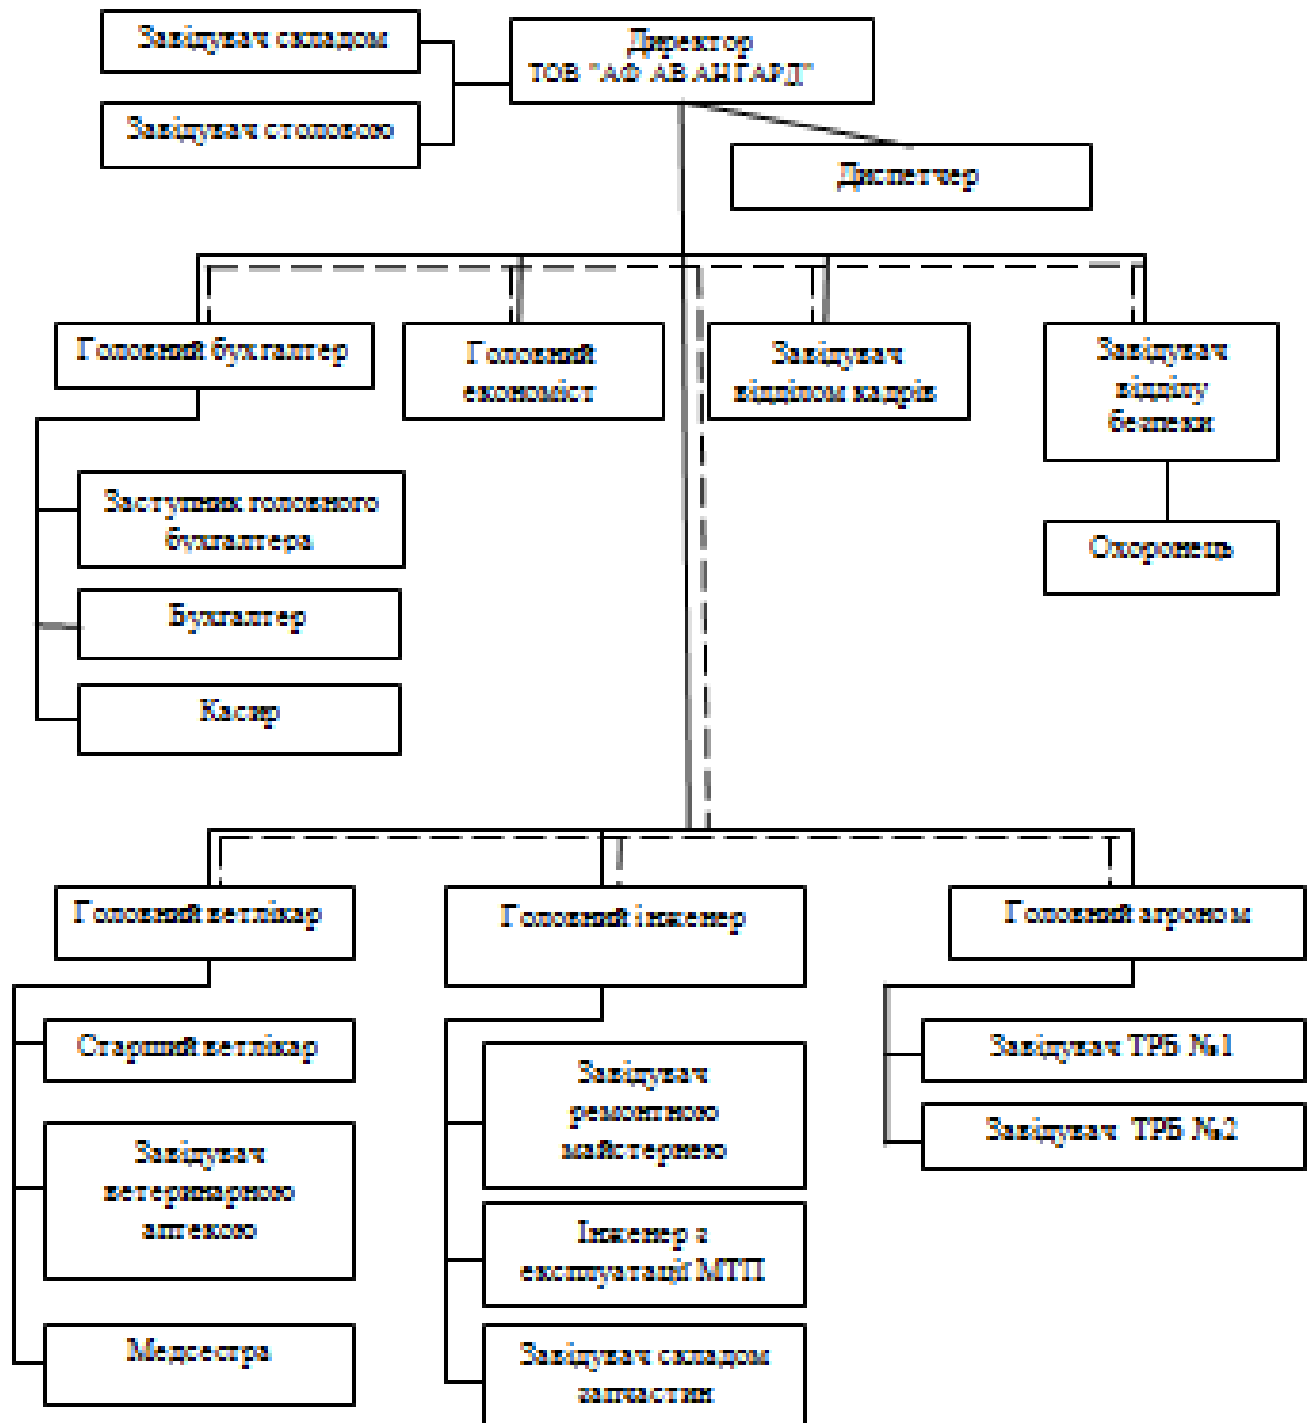 Завідувач складом
Директор
ТОВ "АФ АВАНГАРД"
Завідувач столовою
Диспетчер
Головний бухгалтер
Головний
економіст
Завідувач
відділом кадрів
Завідувач
відділу
безпеки
Заступник головного
бухгалтера
Охоронець
Бухгалтер
Касир
Головний ветлікар
Головний інженер
Головний агроном
Старший ветлікар
Завідувач
ремонтною
майстернею
Завідувач ТРБ №1
Завідувач ТРБ №2
Завідувач
ветеринарною
аптекою
Інженер з
експлуатації МТП
Медсестра
Завідувач складом
запчастин